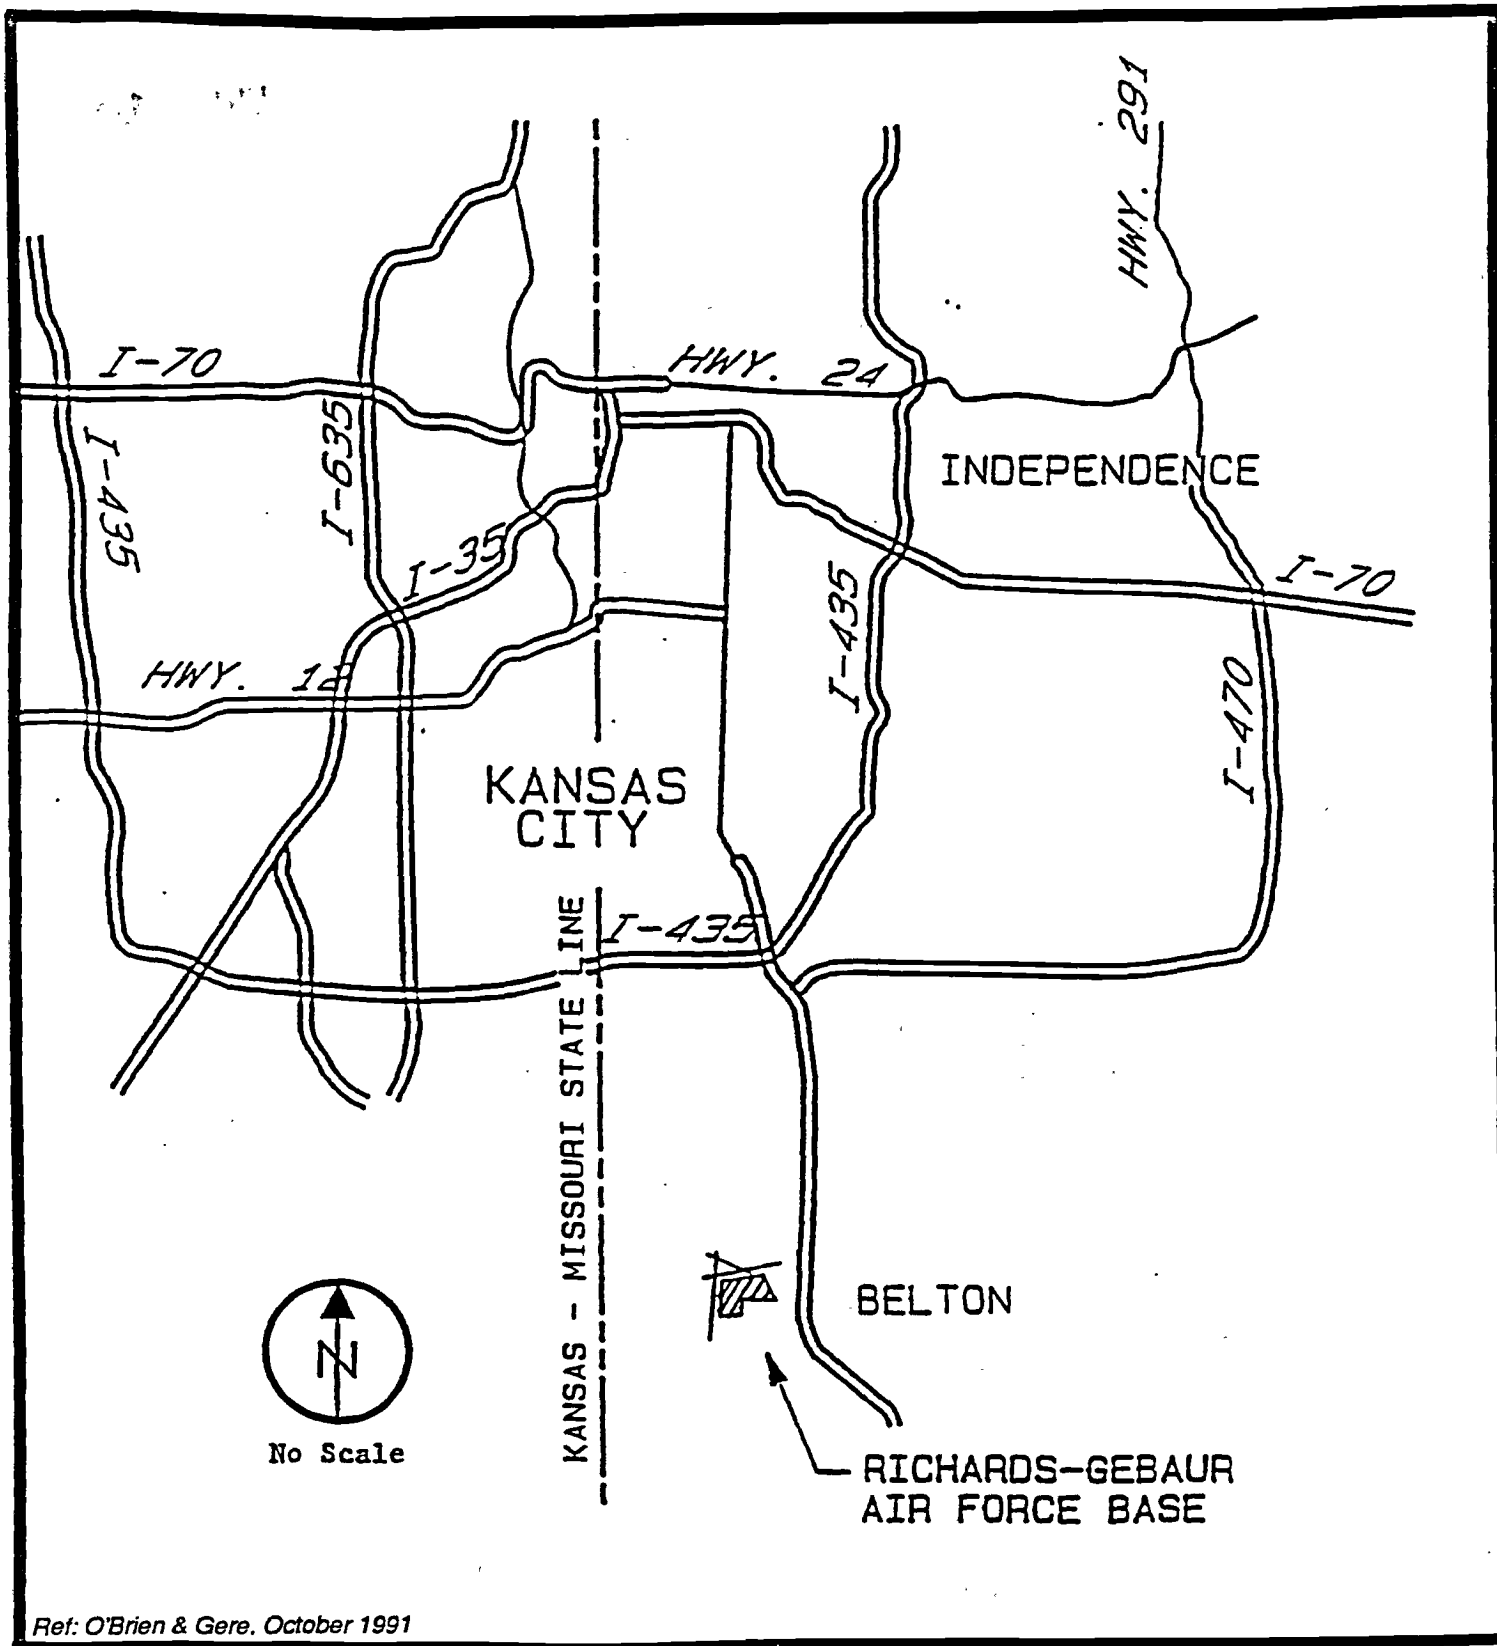 HWY. 291
I-70
HWY. 24
I-435
I-635
INDEPENDENCE
I-35
I-70
I-435
HWY. 12
I-470
KANSAS
CITY
I-435
KANSAS - MISSOURI STATE LINE
BELTON
N
No Scale
RICHARDS-GEBAUR
AIR FORCE BASE
Ref: O'Brien & Gere. October 1991